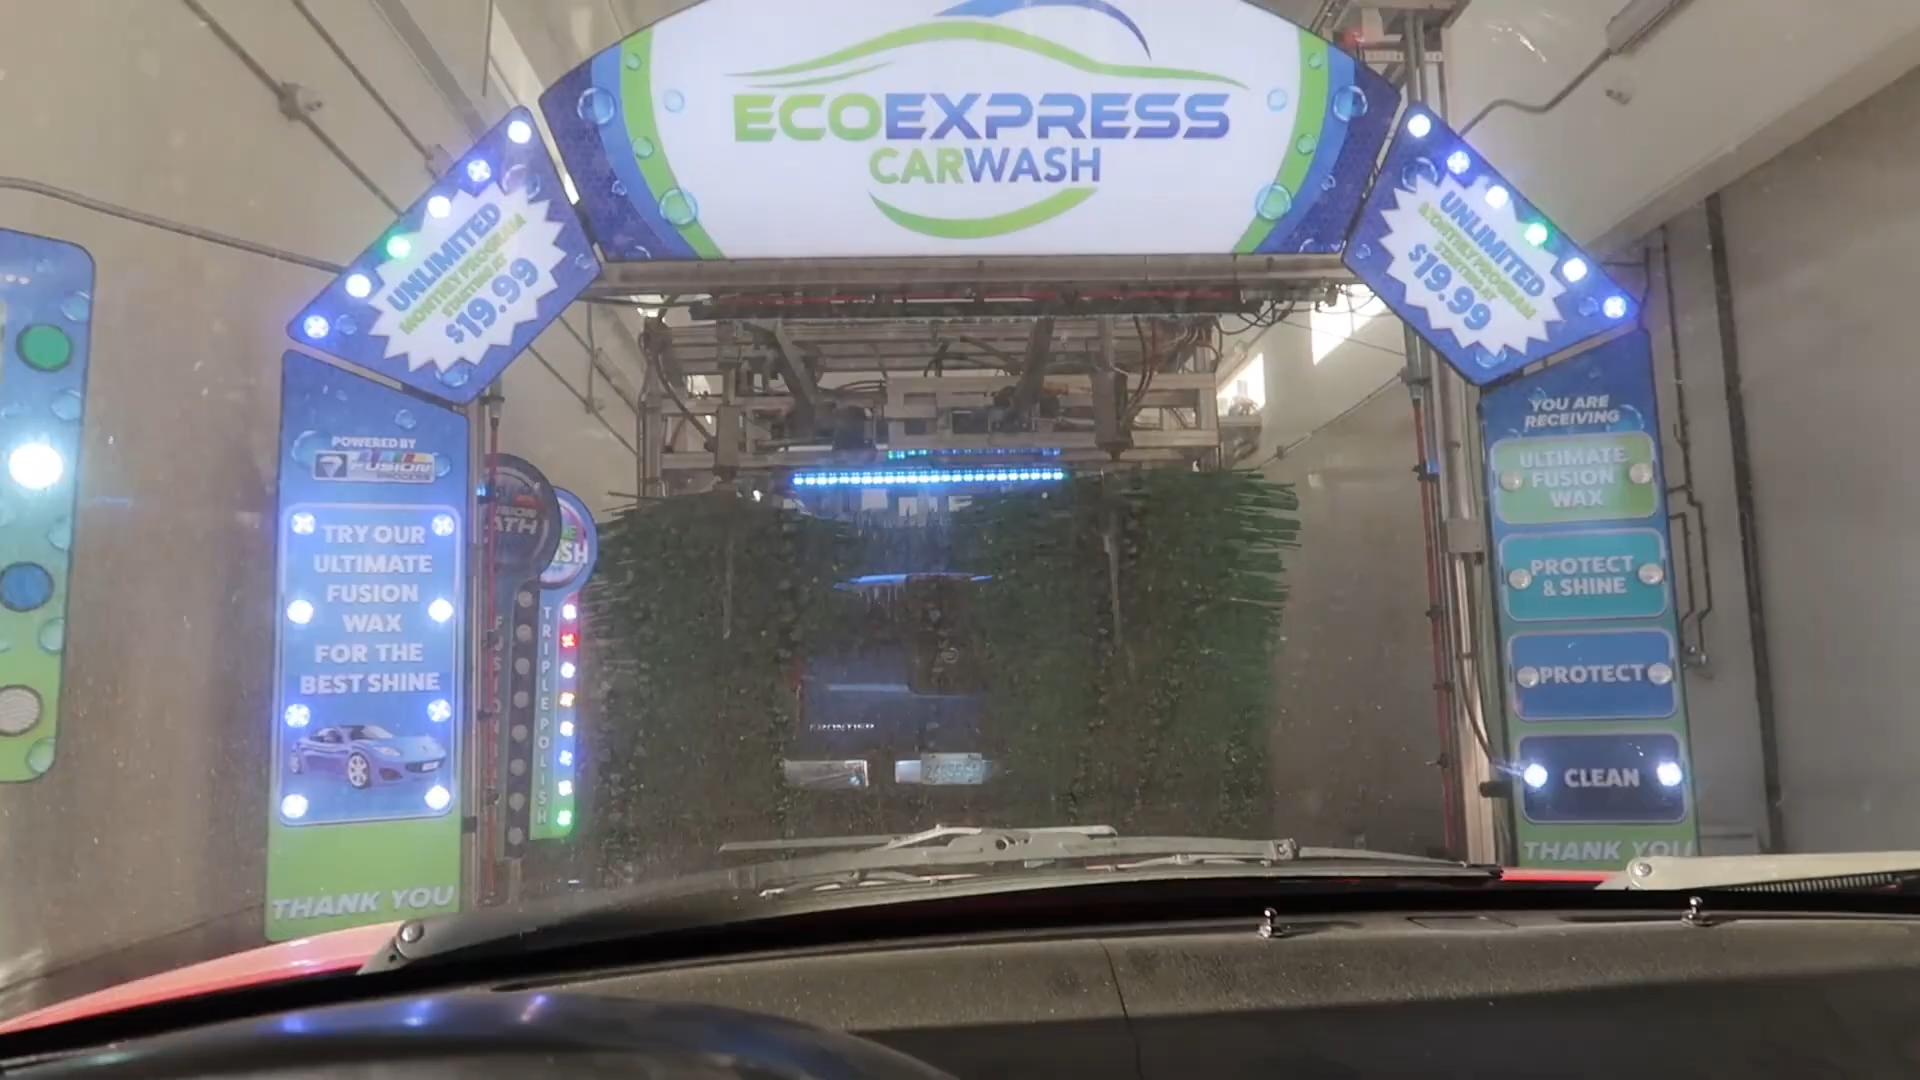 ECOEXPRESS
CARWASH
UNLIMITED
MONTHLY PROGRAM
STARTING AT
$19.99
UNLIMITED
MONTHLY PROGRAM
STARTING AT
$19.99
POWERED BY
FUSION
TRY OUR
ULTIMATE
FUSION
WAX
FOR THE
BEST SHINE
THANK YOU
TRIPLE POLISH
FRONTIER
YOU ARE
RECEIVING
ULTIMATE
FUSION
WAX
PROTECT
& SHINE
PROTECT
CLEAN
THANK YOU